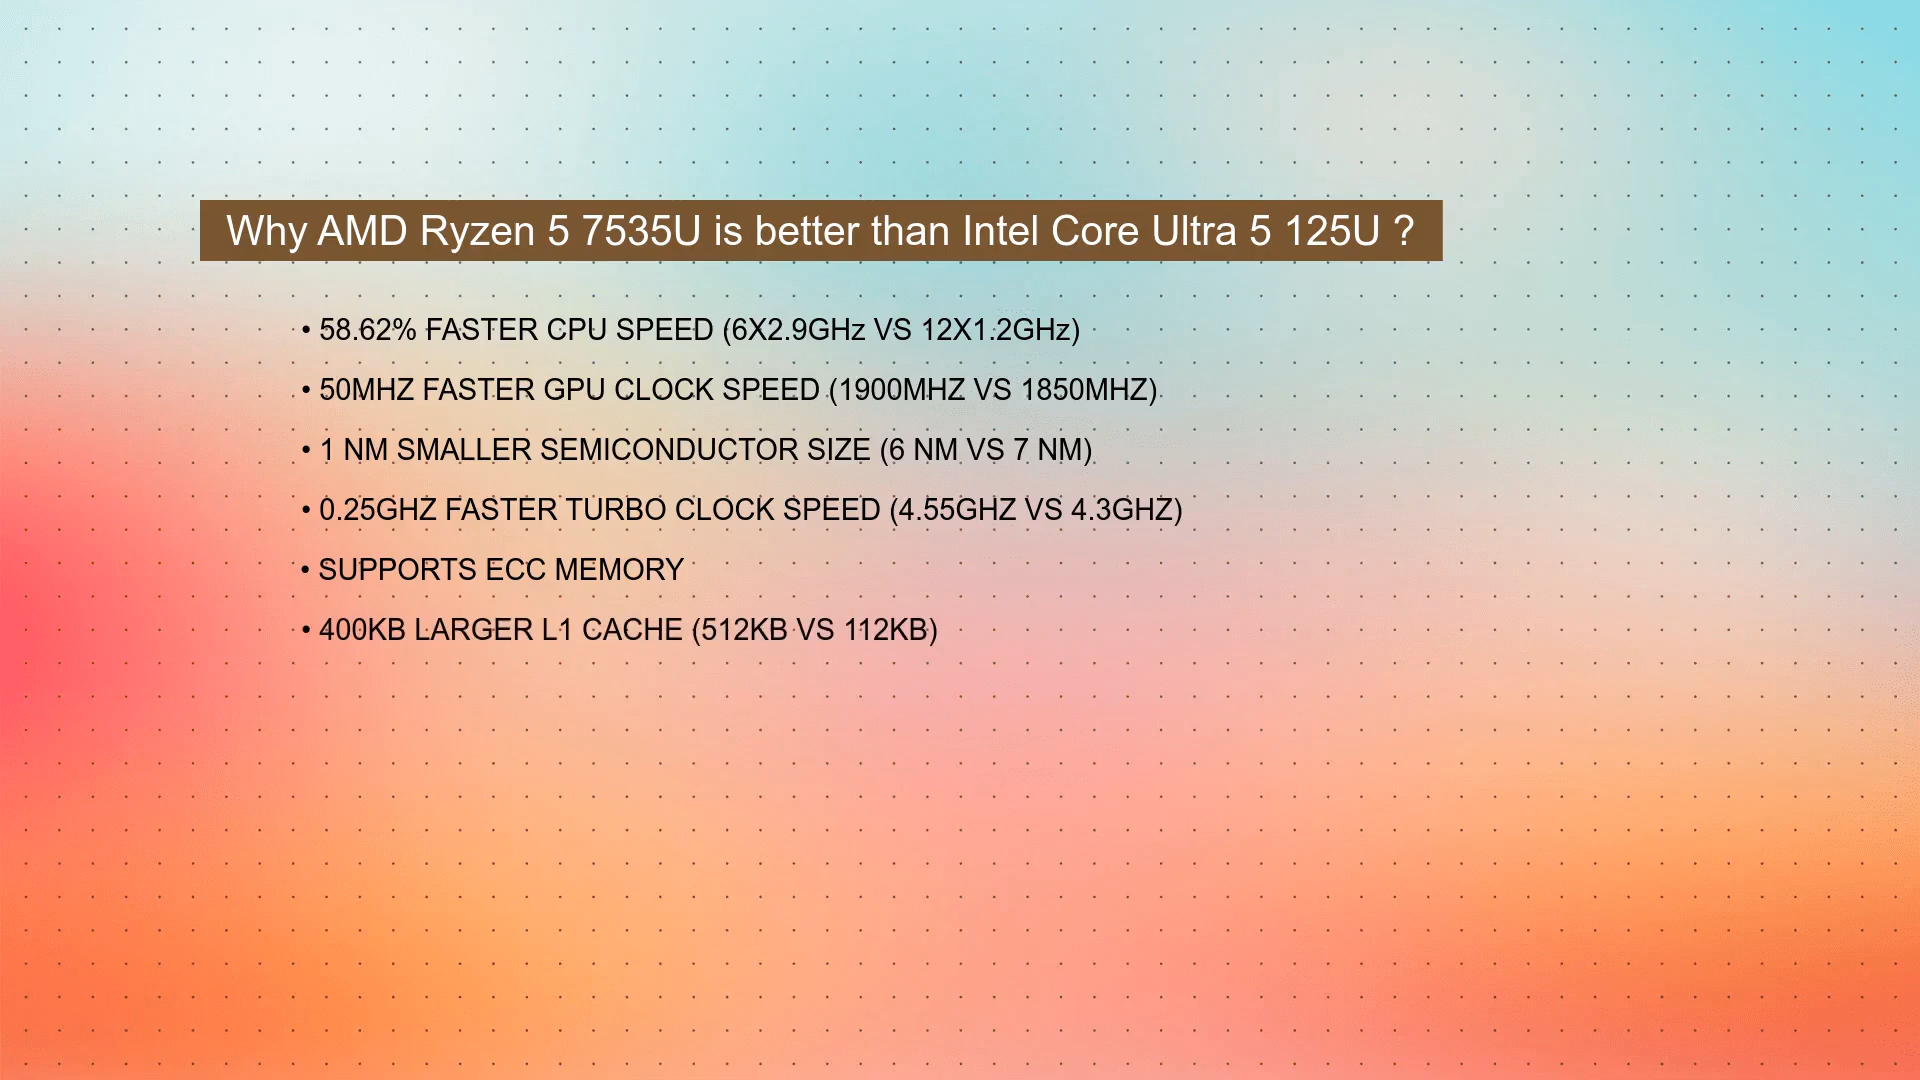 Why AMD Ryzen 5 7535U is better than Intel Core Ultra 5 125U ?
• 58.62% FASTER CPU SPEED (6X2.9GHz VS 12X1.2GHz)
• 50MHZ FASTER GPU CLOCK SPEED (1900MHZ VS 1850MHZ)
• 1 NM SMALLER SEMICONDUCTOR SIZE (6 NM VS 7 NM)
• 0.25GHZ FASTER TURBO CLOCK SPEED (4.55GHZ VS 4.3GHZ)
• SUPPORTS ECC MEMORY
• 400KB LARGER L1 CACHE (512KB VS 112KB)